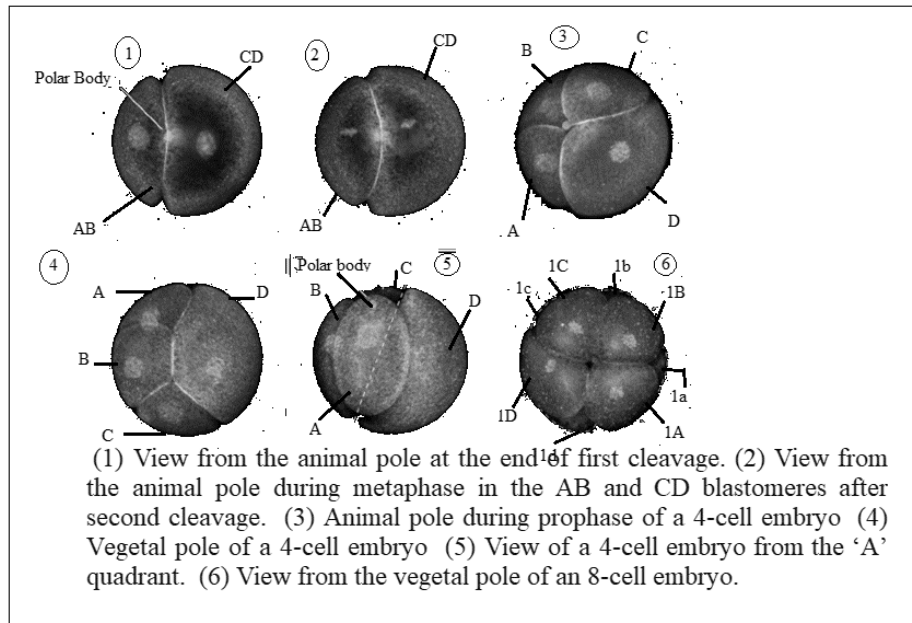 1
CD
Polar Body
AB
2
CD
AB
3
B
C
A
D
4
A
D
B
C
Polar body
5
C
B
D
A
6
1C
1b
1c
1B
1a
1D
1A
1d
(1) View from the animal pole at the end of first cleavage. (2) View from
the animal pole during metaphase in the AB and CD blastomeres after
second cleavage. (3) Animal pole during prophase of a 4-cell embryo (4)
Vegetal pole of a 4-cell embryo (5) View of a 4-cell embryo from the ‘A’
quadrant. (6) View from the vegetal pole of an 8-cell embryo.